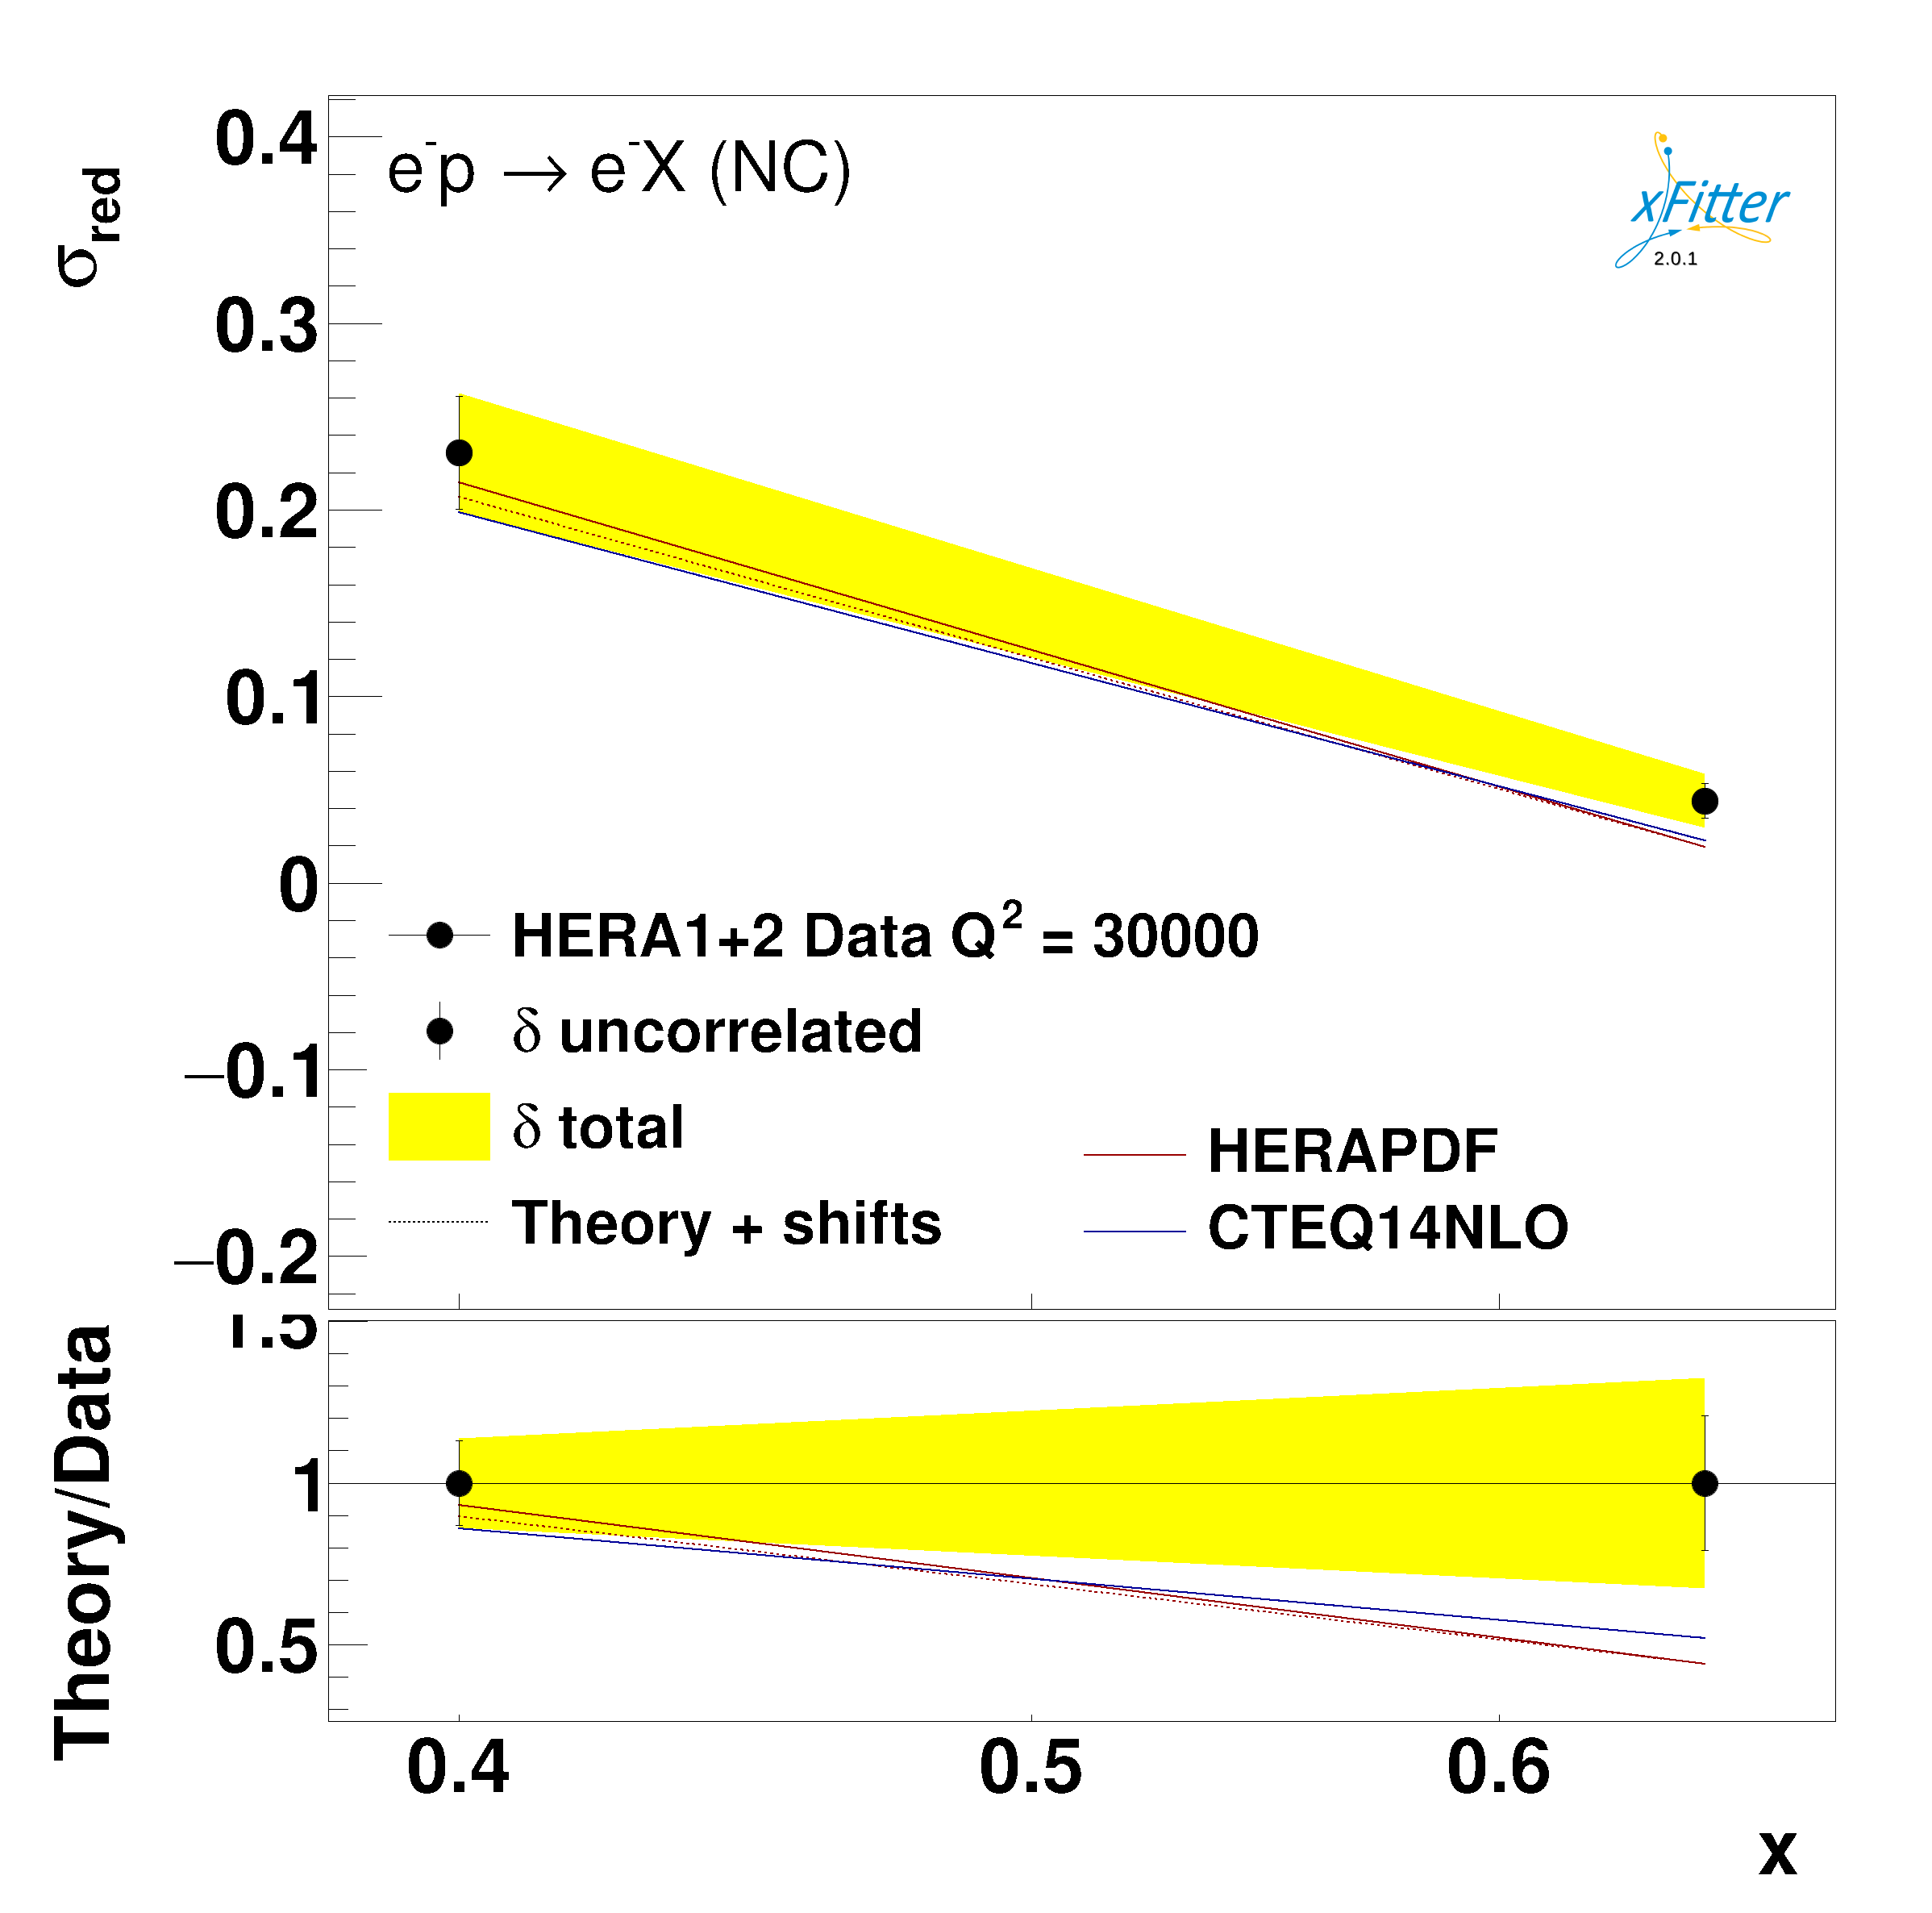 σred
e-p → e-X (NC)
xFitter
2.0.1
0.4
0.3
0.2
0.1
0
−0.1
−0.2
HERA1+2 Data Q2 = 30000
δ uncorrelated
δ total
Theory + shifts
HERAPDF
CTEQ14NLO
Theory/Data
1.5
1
0.5
0.4 0.5 0.6
x